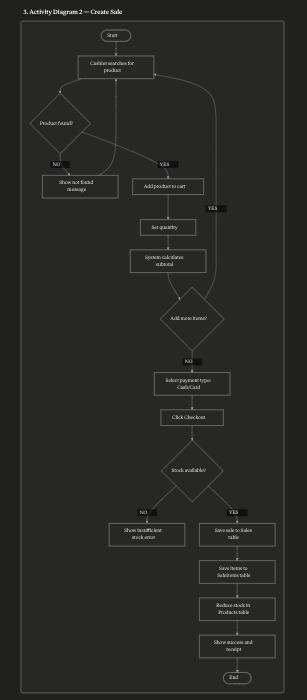 3. Activity Diagram 2 — Create Sale
Start
Cashier searches for
product
Product found?
NO
YES
Show not found
message
Add product to cart
YES
Set quantity
System calculates
subtotal
Add more items?
NO
Select payment type:
Cash/Card
Click Checkout
Stock available?
NO
YES
Show insufficient
stock error
Save sale to Sales
table
Save items to
SaleItems table
Reduce stock in
Products table
Show success and
receipt
End